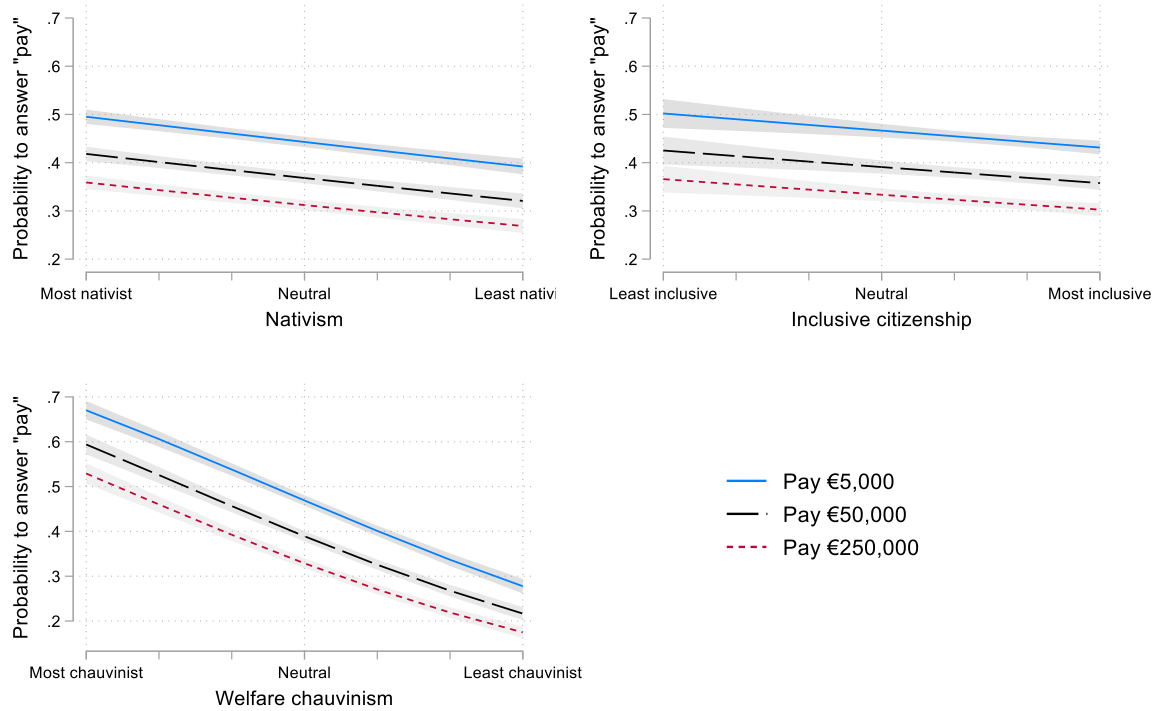 Probability to answer "pay"
.7
.6
.5
.4
.3
.2
Most nativist
Neutral
Least nativi
Nativism
Probability to answer "pay"
.7
.6
.5
.4
.3
.2
Least inclusive
Neutral
Most inclusive
Inclusive citizenship
Probability to answer "pay"
.7
.6
.5
.4
.3
.2
Most chauvinist
Neutral
Least chauvinist
Welfare chauvinism
Pay €5,000
Pay €50,000
Pay €250,000